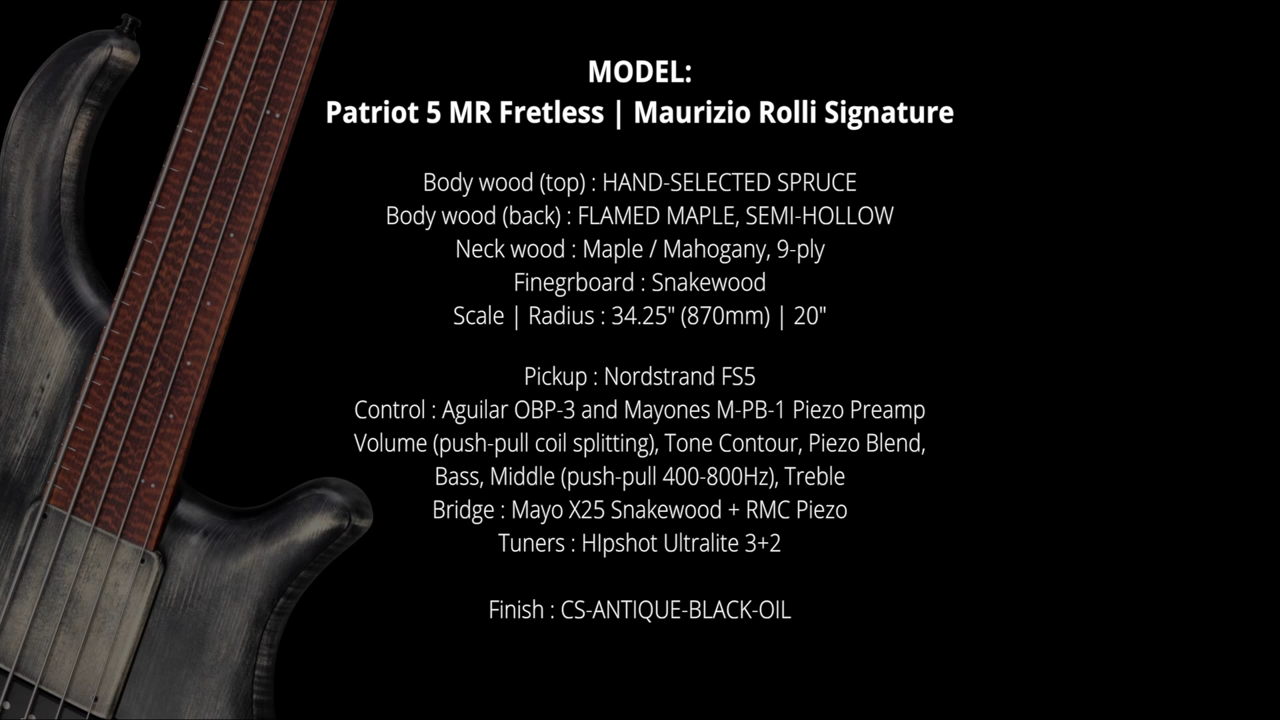 MODEL:
Patriot 5 MR Fretless | Maurizio Rolli Signature
Body wood (top) : HAND-SELECTED SPRUCE
Body wood (back) : FLAMED MAPLE, SEMI-HOLLOW
Neck wood : Maple / Mahogany, 9-ply
Finegrboard : Snakewood
Scale | Radius : 34.25" (870mm) | 20"
Pickup : Nordstrand FS5
Control : Aguilar OBP-3 and Mayones M-PB-1 Piezo Preamp
Volume (push-pull coil splitting), Tone Contour, Piezo Blend,
Bass, Middle (push-pull 400-800Hz), Treble
Bridge : Mayo X25 Snakewood + RMC Piezo
Tuners : HIpshot Ultralite 3+2
Finish : CS-ANTIQUE-BLACK-OIL